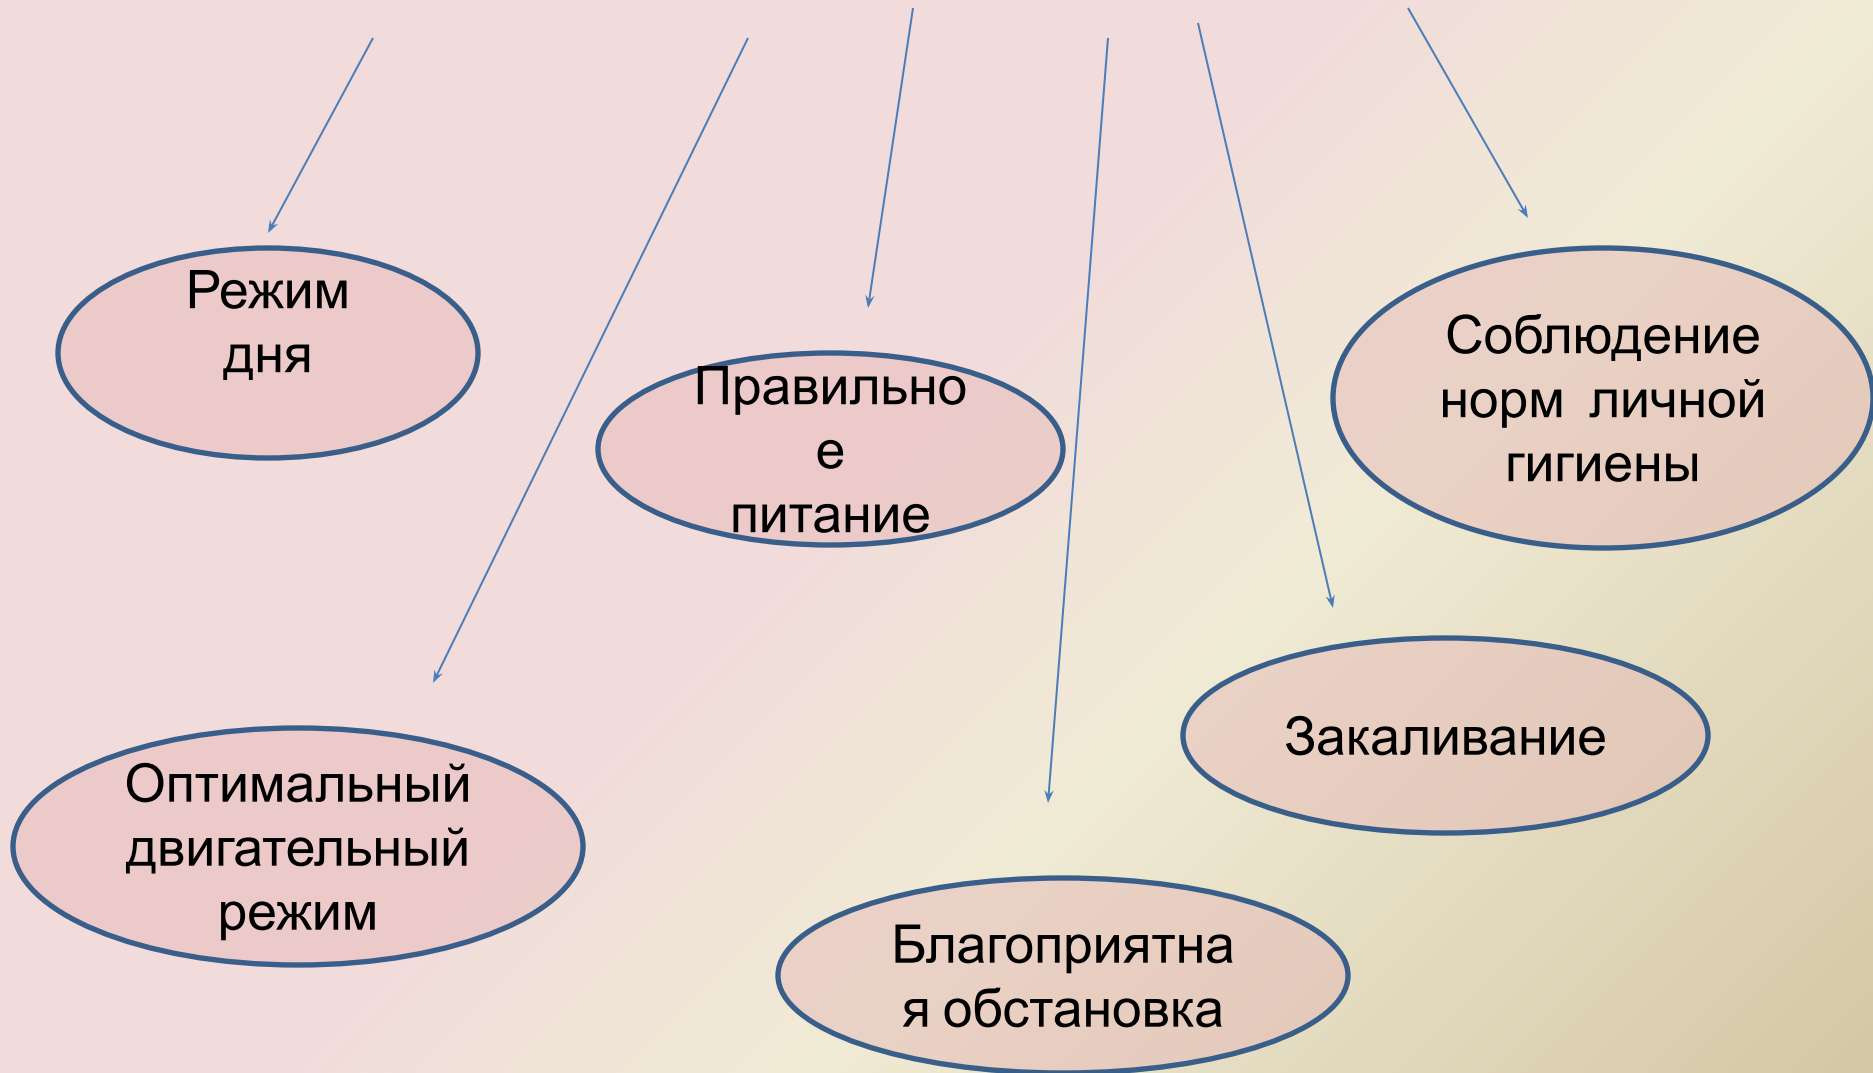 Режим
дня
Правильно
е
питание
Соблюдение
норм личной
гигиены
Оптимальный
двигательный
режим
Закаливание
Благоприятна
я обстановка